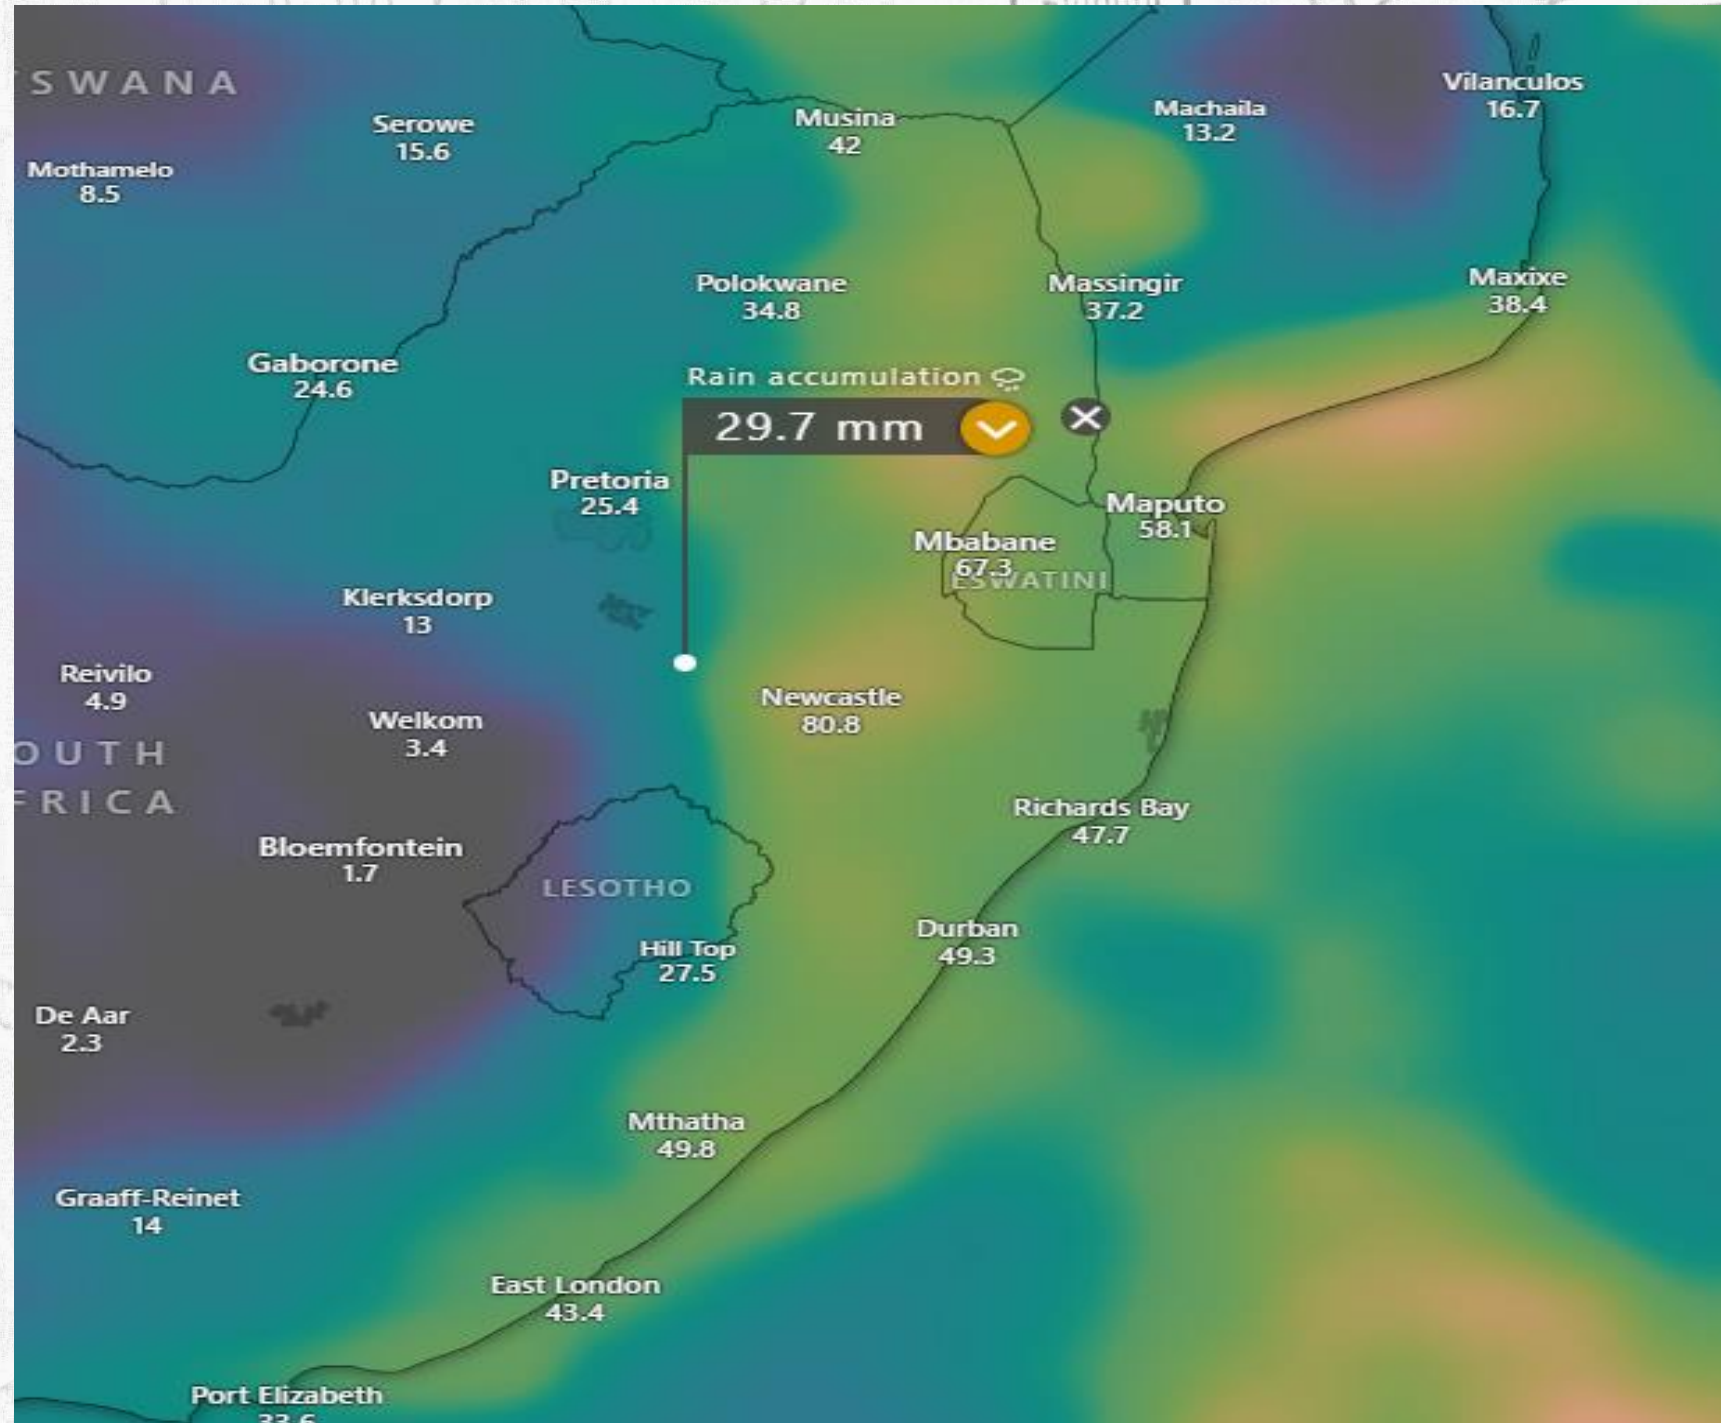 TSWANA
Serowe
15.6
Mothamelo
8.5
Musina
42
Machaila
13.2
Vilanculos
16.7
Polokwane
34.8
Massingir
37.2
Maxixe
38.4
Gaborone
24.6
Rain accumulation
29.7 mm
Pretoria
25.4
Maputo
58.1
Mbabane
67.3
ESWATINI
Klerksdorp
13
Reivilo
4.9
Welkom
3.4
Newcastle
80.8
OUTH
FRICA
Richards Bay
47.7
Bloemfontein
1.7
LESOTHO
Hill Top
27.5
Durban
49.3
De Aar
2.3
Mthatha
49.8
Graaff-Reinet
14
East London
43.4
Port Elizabeth
33.6